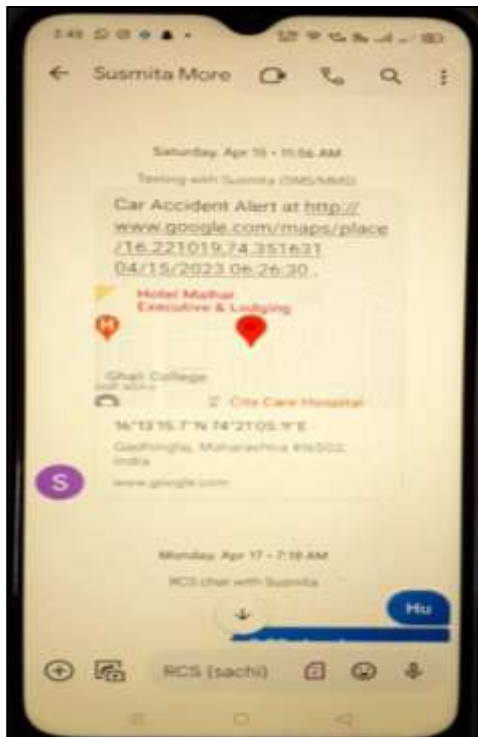 Susmita More
Saturday, Apr 15 • 11:56 AM
Texting with Susmita (SMS/MMS)
Car Accident Alert at http://
www.google.com/maps/place
/16.221019,74.351631
04/15/2023 06:26:30 .
Hotel Malhar
Executive & Lodging
H
Ghali College
City Care Hospital
16°13'15.7"N 74°21'05.9"E
Gadhinglaj, Maharashtra 416502,
India
www.google.com
S
Monday, Apr 17 • 7:18 AM
RCS chat with Susmita
Hu
RCS (sachi)